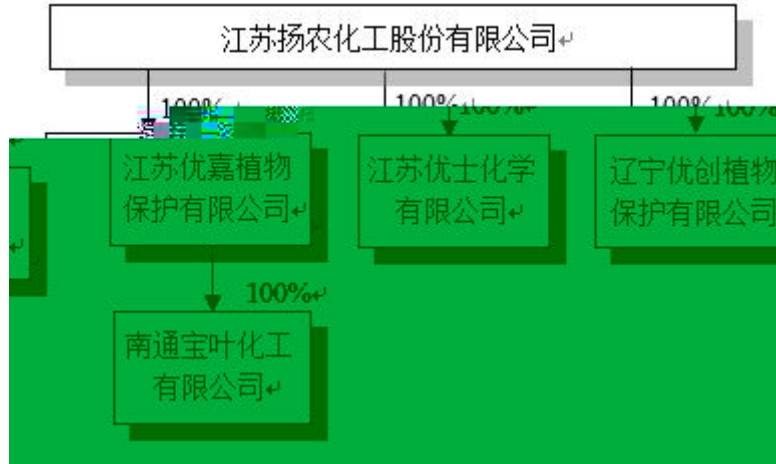 江苏扬农化工股份有限公司
100%
100%
100%
江苏优嘉植物
保护有限公司
江苏优士化学
有限公司
辽宁优创植物
保护有限公司
100%
南通宝叶化工
有限公司